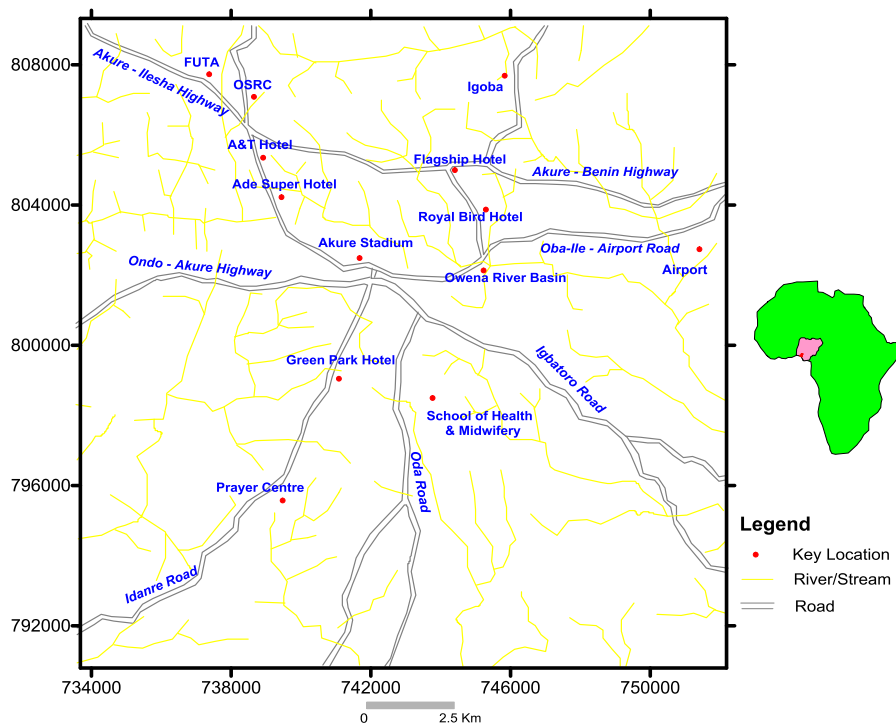 808000
804000
800000
796000
792000
FUTA
Akure - Ilesha Highway
OSRC
Igoba
A&T Hotel
Flagship Hotel
Akure - Benin Highway
Ade Super Hotel
Royal Bird Hotel
Akure Stadium
Oba-Ile - Airport Road
Ondo - Akure Highway
Owena River Basin
Airport
Green Park Hotel
Igbatoro Road
School of Health
& Midwifery
Prayer Centre
Oda Road
Idanre Road
734000
738000
742000
746000
750000
0
2.5 Km
Legend
Key Location
River/Stream
Road